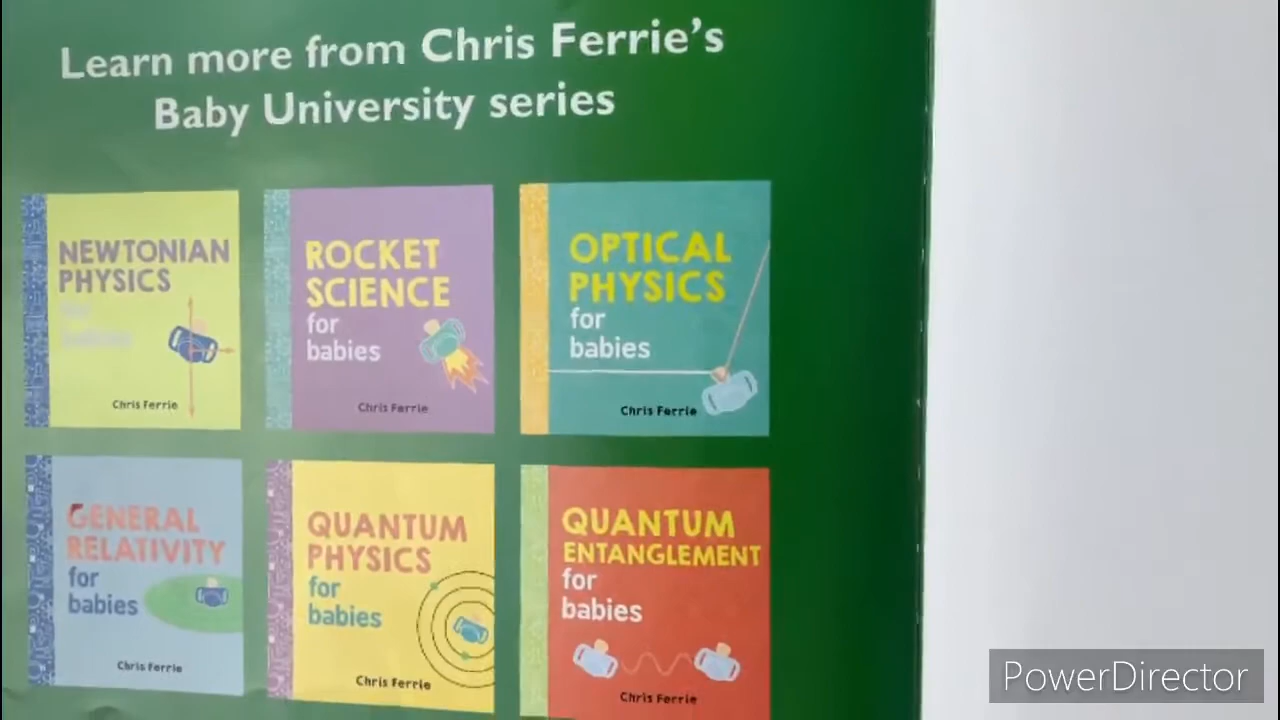 Learn more from Chris Ferrie's
Baby University series
NEWTONIAN
PHYSICS
for
babies
Chris Ferrie
ROCKET
SCIENCE
for
babies
Chris Ferrie
OPTICAL
PHYSICS
for
babies
Chris Ferrie
GENERAL
RELATIVITY
for
babies
Chris Ferrie
QUANTUM
PHYSICS
for
babies
Chris Ferrie
QUANTUM
ENTANGLEMENT
for
babies
Chris Ferrie
PowerDirector